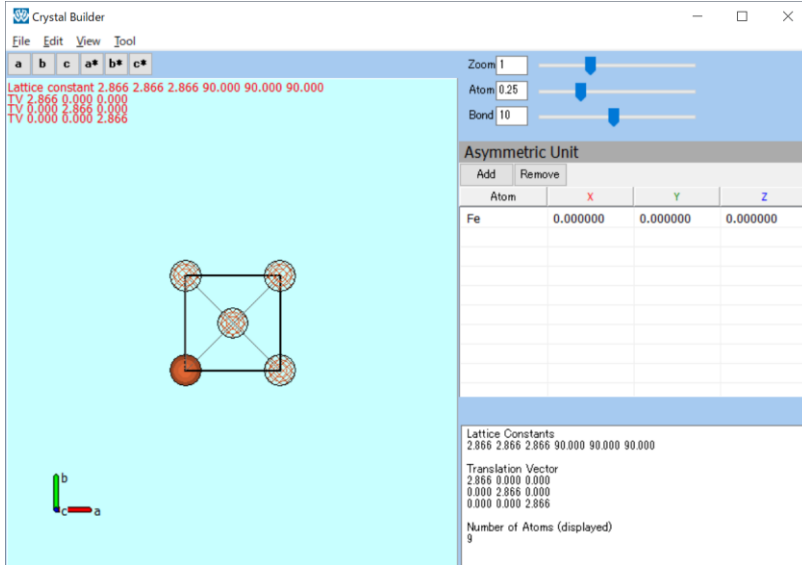 Crystal Builder
File Edit View Tool
a b c a* b* c*
Lattice constant 2.866 2.866 2.866 90.000 90.000 90.000
TV 2.866 0.000 0.000
TV 0.000 2.866 0.000
TV 0.000 0.000 2.866
b
c a
Zoom 1
Atom 0.25
Bond 10
Asymmetric Unit
Add Remove
Atom X Y Z
Fe 0.000000 0.000000 0.000000
Lattice Constants
2.866 2.866 2.866 90.000 90.000 90.000
Translation Vector
2.866 0.000 0.000
0.000 2.866 0.000
0.000 0.000 2.866
Number of Atoms (displayed)
9